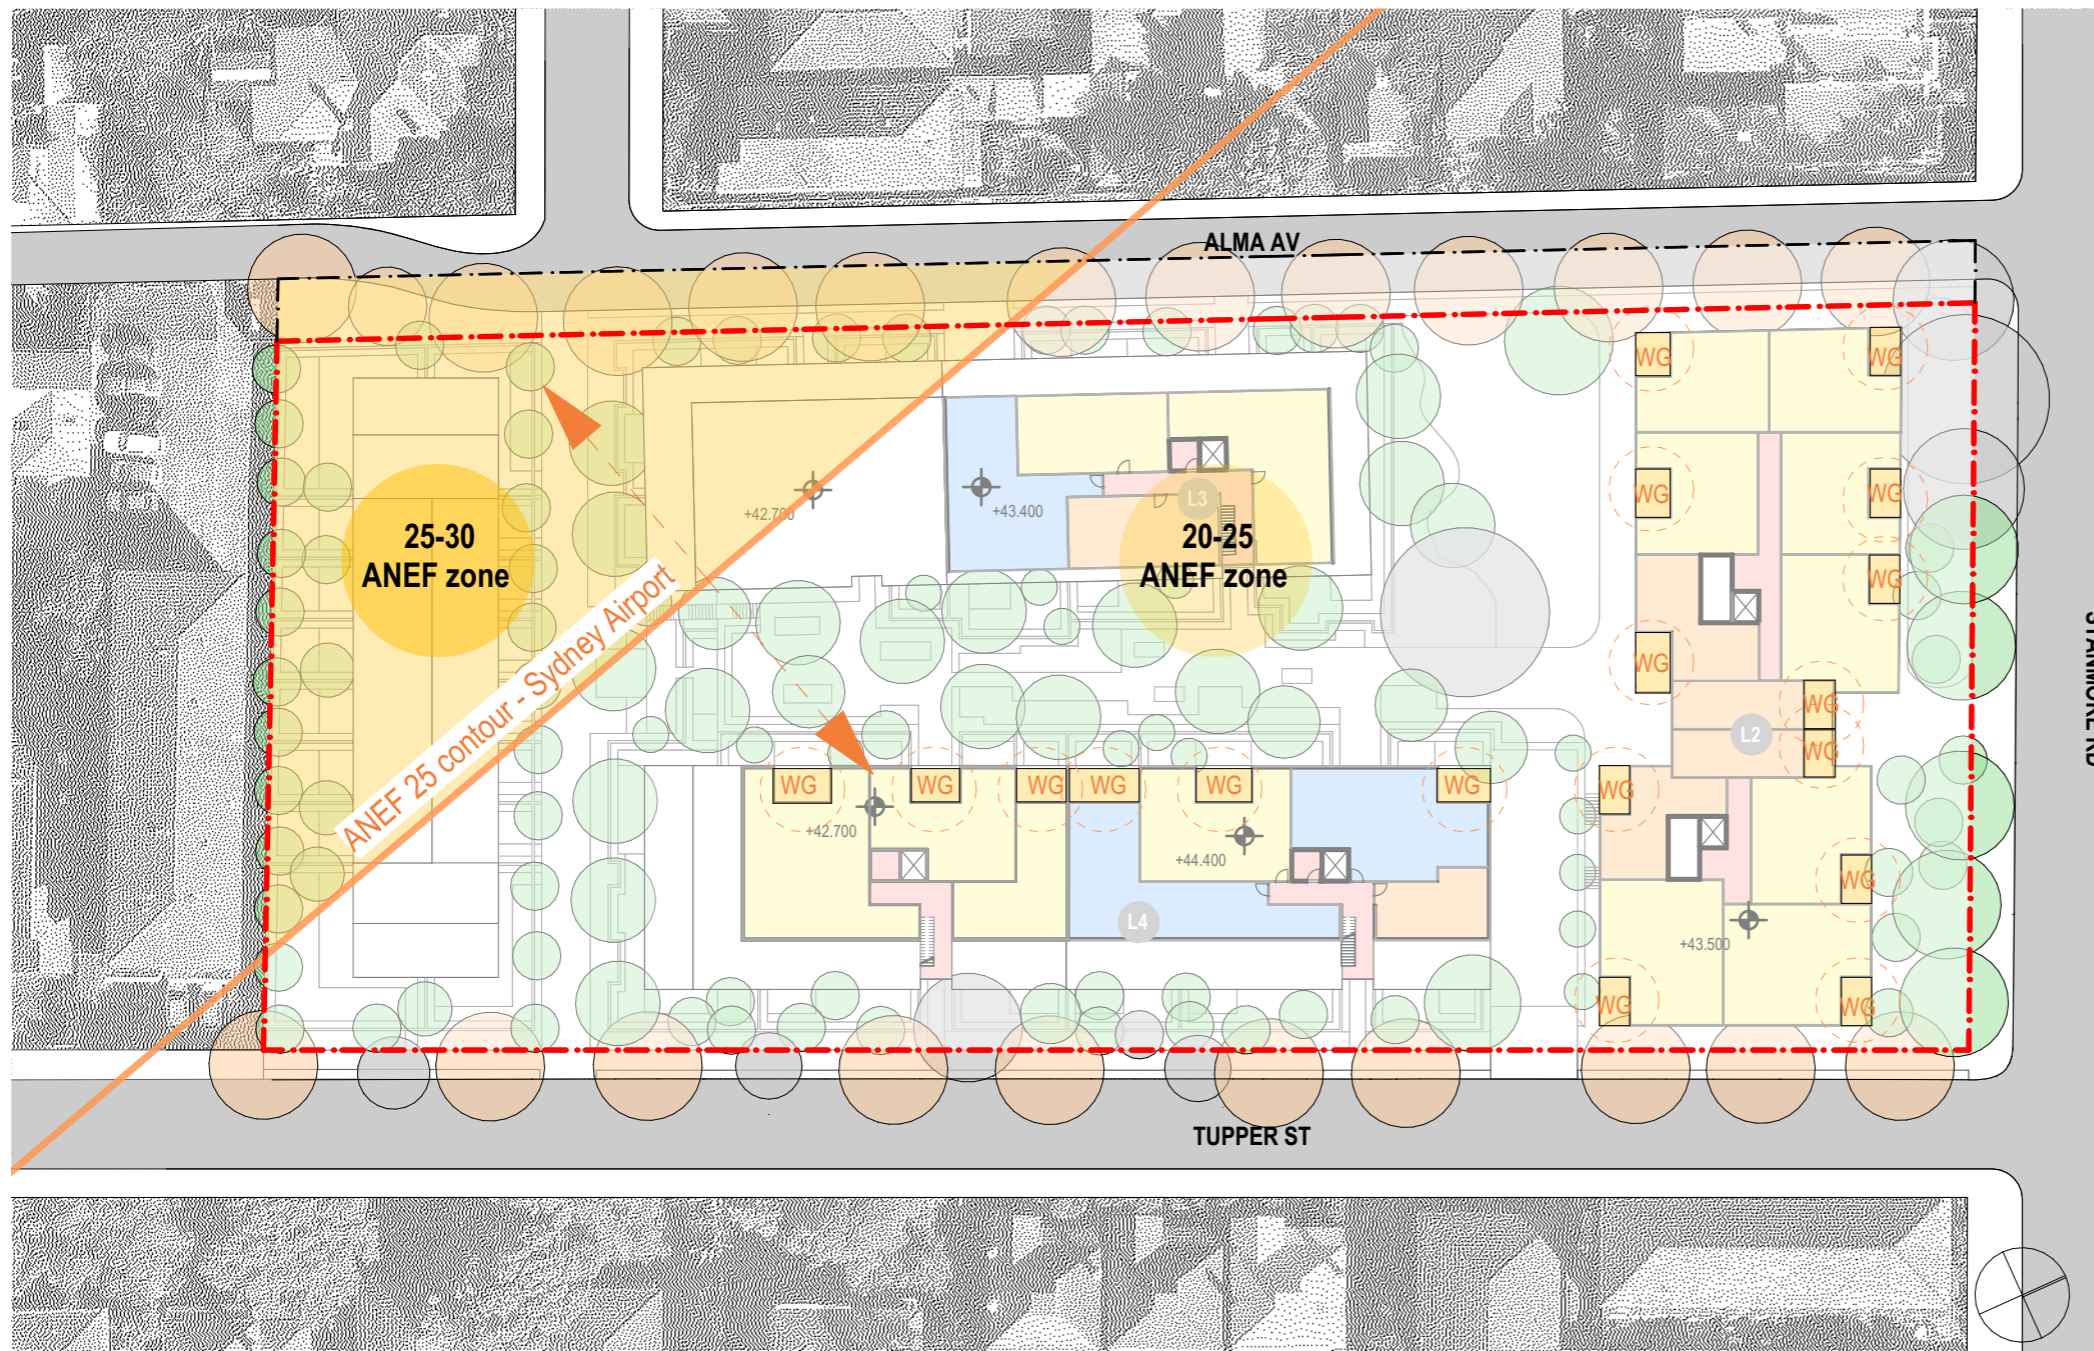 ALMA AV
WG
WG
WG
WG
L3
+42.700
+43.400
25-30
ANEF zone
20-25
ANEF zone
WG
ANEF 25 contour - Sydney Airport
WG
WG
L2
WG
STANMORE RD
WG
WG
WG
WG
WG
WG
WG
+42.700
+44.400
WG
L4
+43.500
WG
WG
TUPPER ST